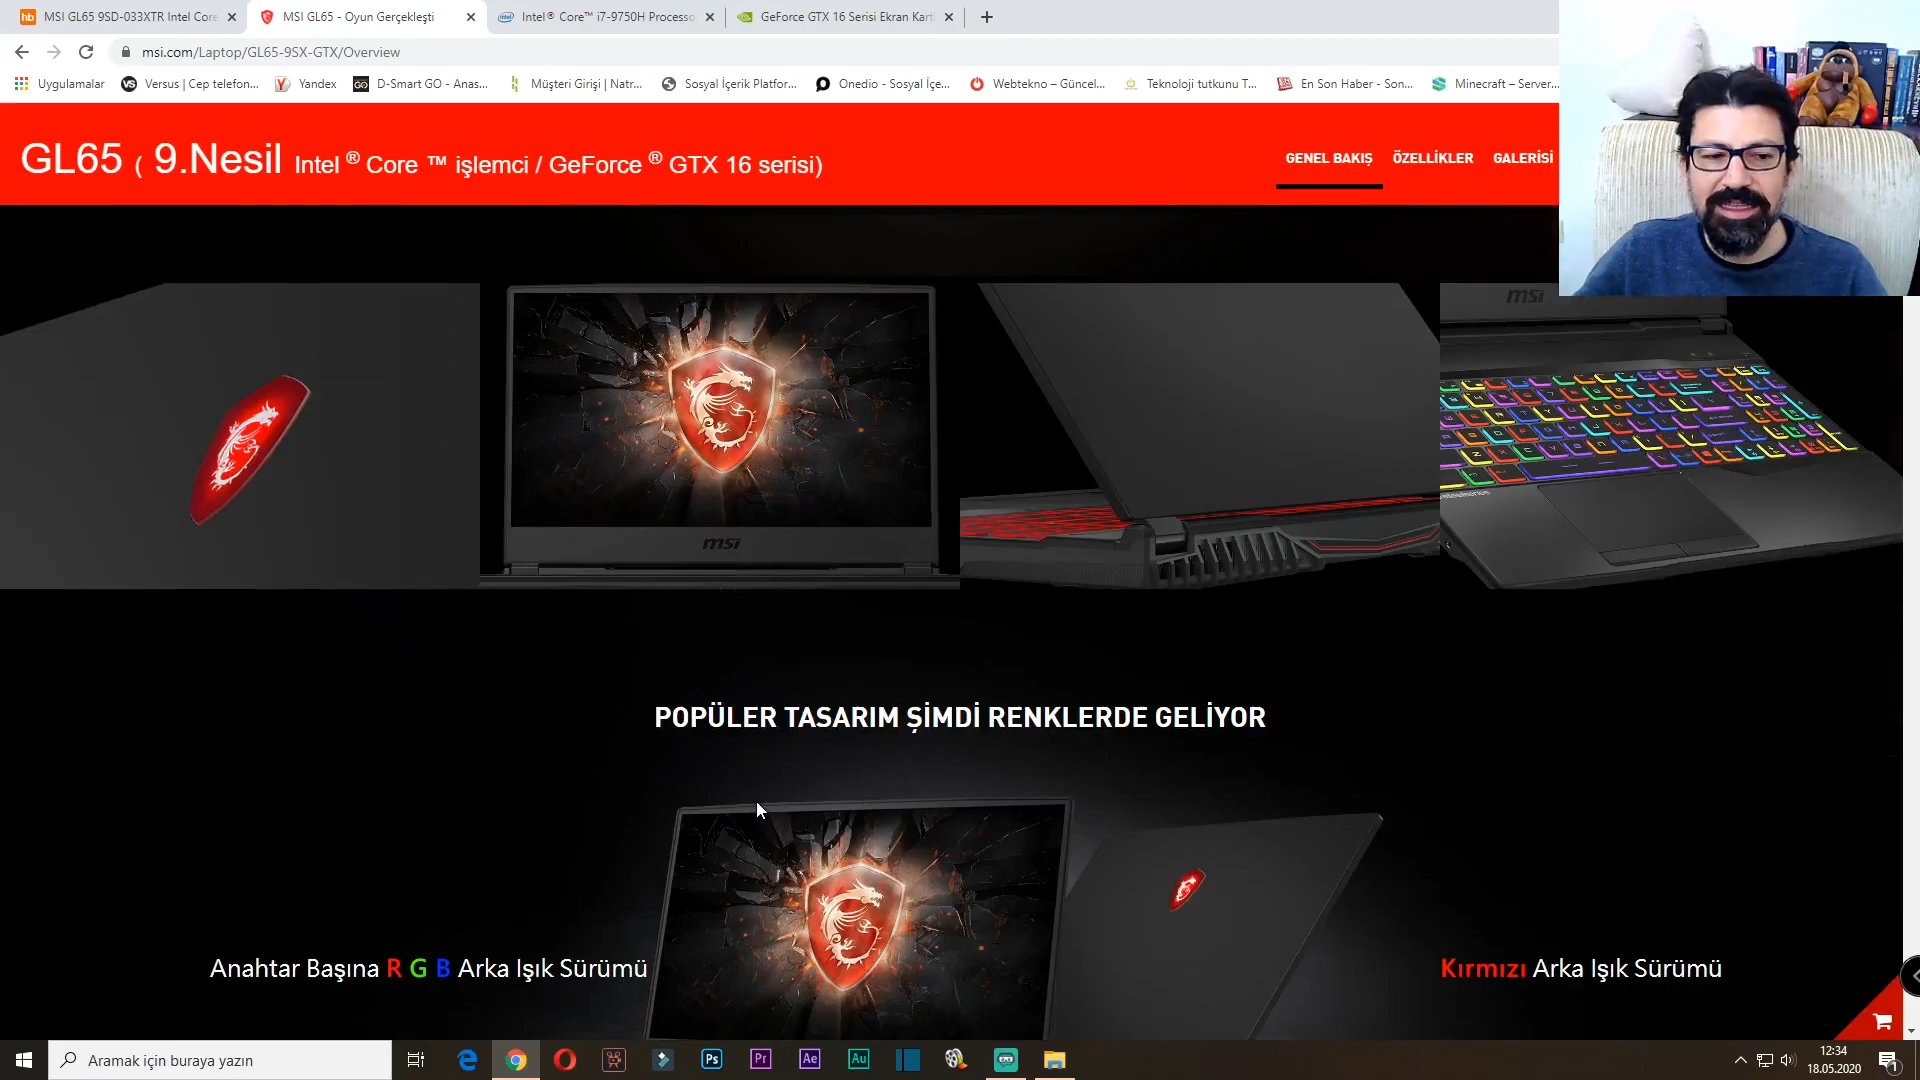 MSI GL65 9SD-033XTR Intel Core
MSI GL65 - Oyun Gerçekleşti
Intel® Core™ i7-9750H Processo
GeForce GTX 16 Serisi Ekran Kart
msi.com/Laptop/GL65-9SX-GTX/Overview
Uygulamalar
Versus | Cep telefon...
Yandex
D-Smart GO - Anas...
Müşteri Girişi | Natr...
Sosyal İçerik Platfor...
Onedio - Sosyal İçe...
Webtekno – Güncel...
Teknoloji tutkunu T...
En Son Haber - Son...
Minecraft – Server...
GL65 ( 9.Nesil Intel ® Core ™ işlemci / GeForce ® GTX 16 serisi)
GENEL BAKIŞ
ÖZELLİKLER
GALERİSİ
msi
msi
POPÜLER TASARIM ŞİMDİ RENKLERDE GELİYOR
Anahtar Başına R G B Arka Işık Sürümü
Kırmızı Arka Işık Sürümü
Aramak için buraya yazın
Ps
Pr
Ae
Au
12:34
18.05.2020
1